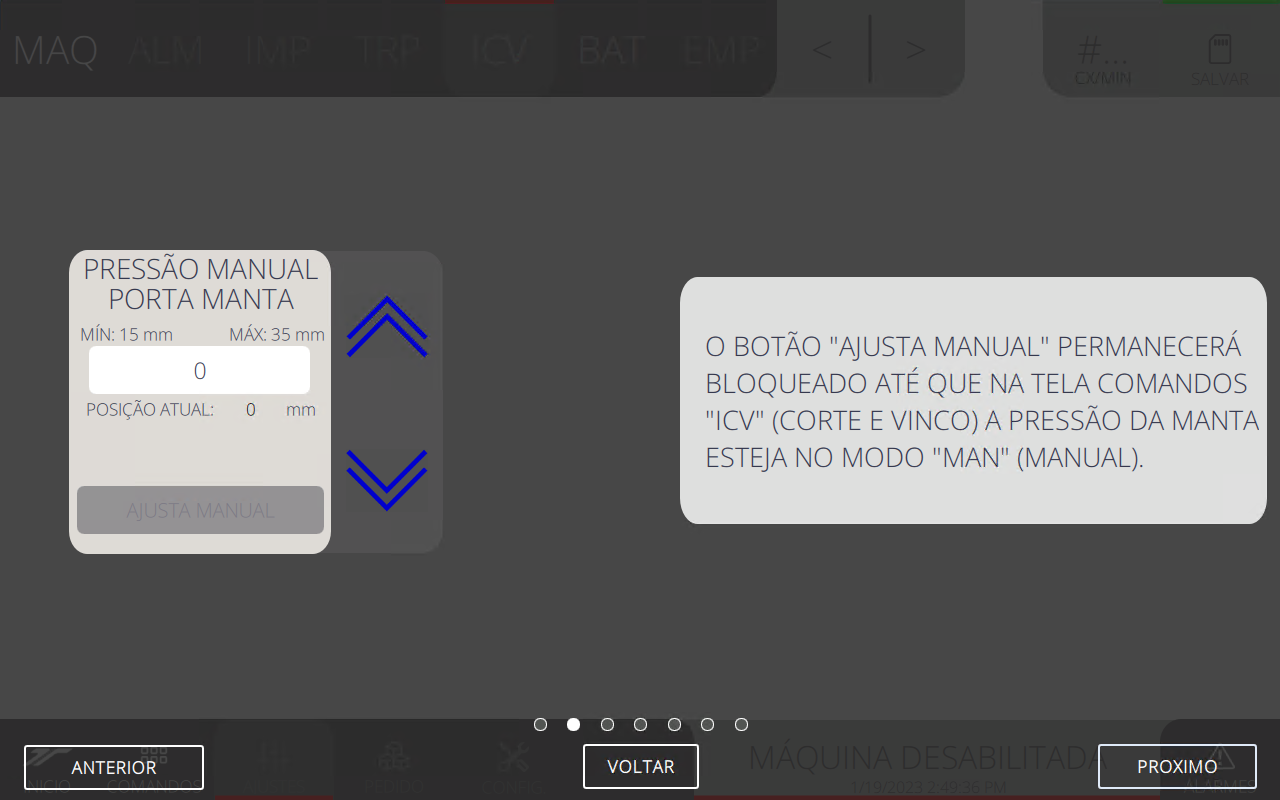 MAQ ALM IMP TRP ICV BAT EMP < > #... SALVAR
CX/MIN
PRESSÃO MANUAL
PORTA MANTA
MÍN: 15 mm MÁX: 35 mm
0
POSIÇÃO ATUAL: 0 mm
AJUSTA MANUAL
O BOTÃO "AJUSTA MANUAL" PERMANECERÁ
BLOQUEADO ATÉ QUE NA TELA COMANDOS
"ICV" (CORTE E VINCO) A PRESSÃO DA MANTA
ESTEJA NO MODO "MAN" (MANUAL).
MÁQUINA DESABILITADA
ANTERIOR VOLTAR PROXIMO
INICIO COMANDOS PEDIDO CONFIG 1/19/2023 2:49:36 PM ALARMES